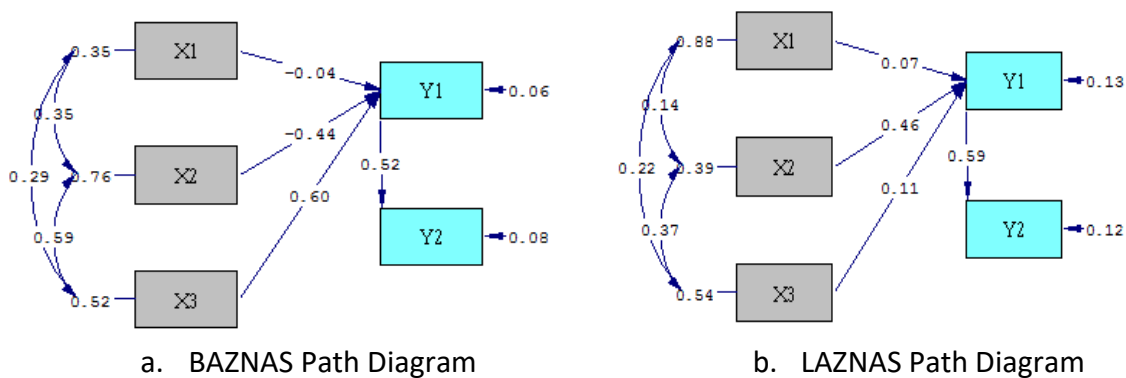 0.35
X1
-0.04
Y1
0.06
0.35
-0.44
0.29
0.76
X2
0.52
0.60
0.59
Y2
0.08
0.52
X3
a. BAZNAS Path Diagram
0.88
X1
0.07
Y1
0.13
0.14
0.46
0.22
0.39
X2
0.59
0.11
0.37
Y2
0.12
0.54
X3
b. LAZNAS Path Diagram